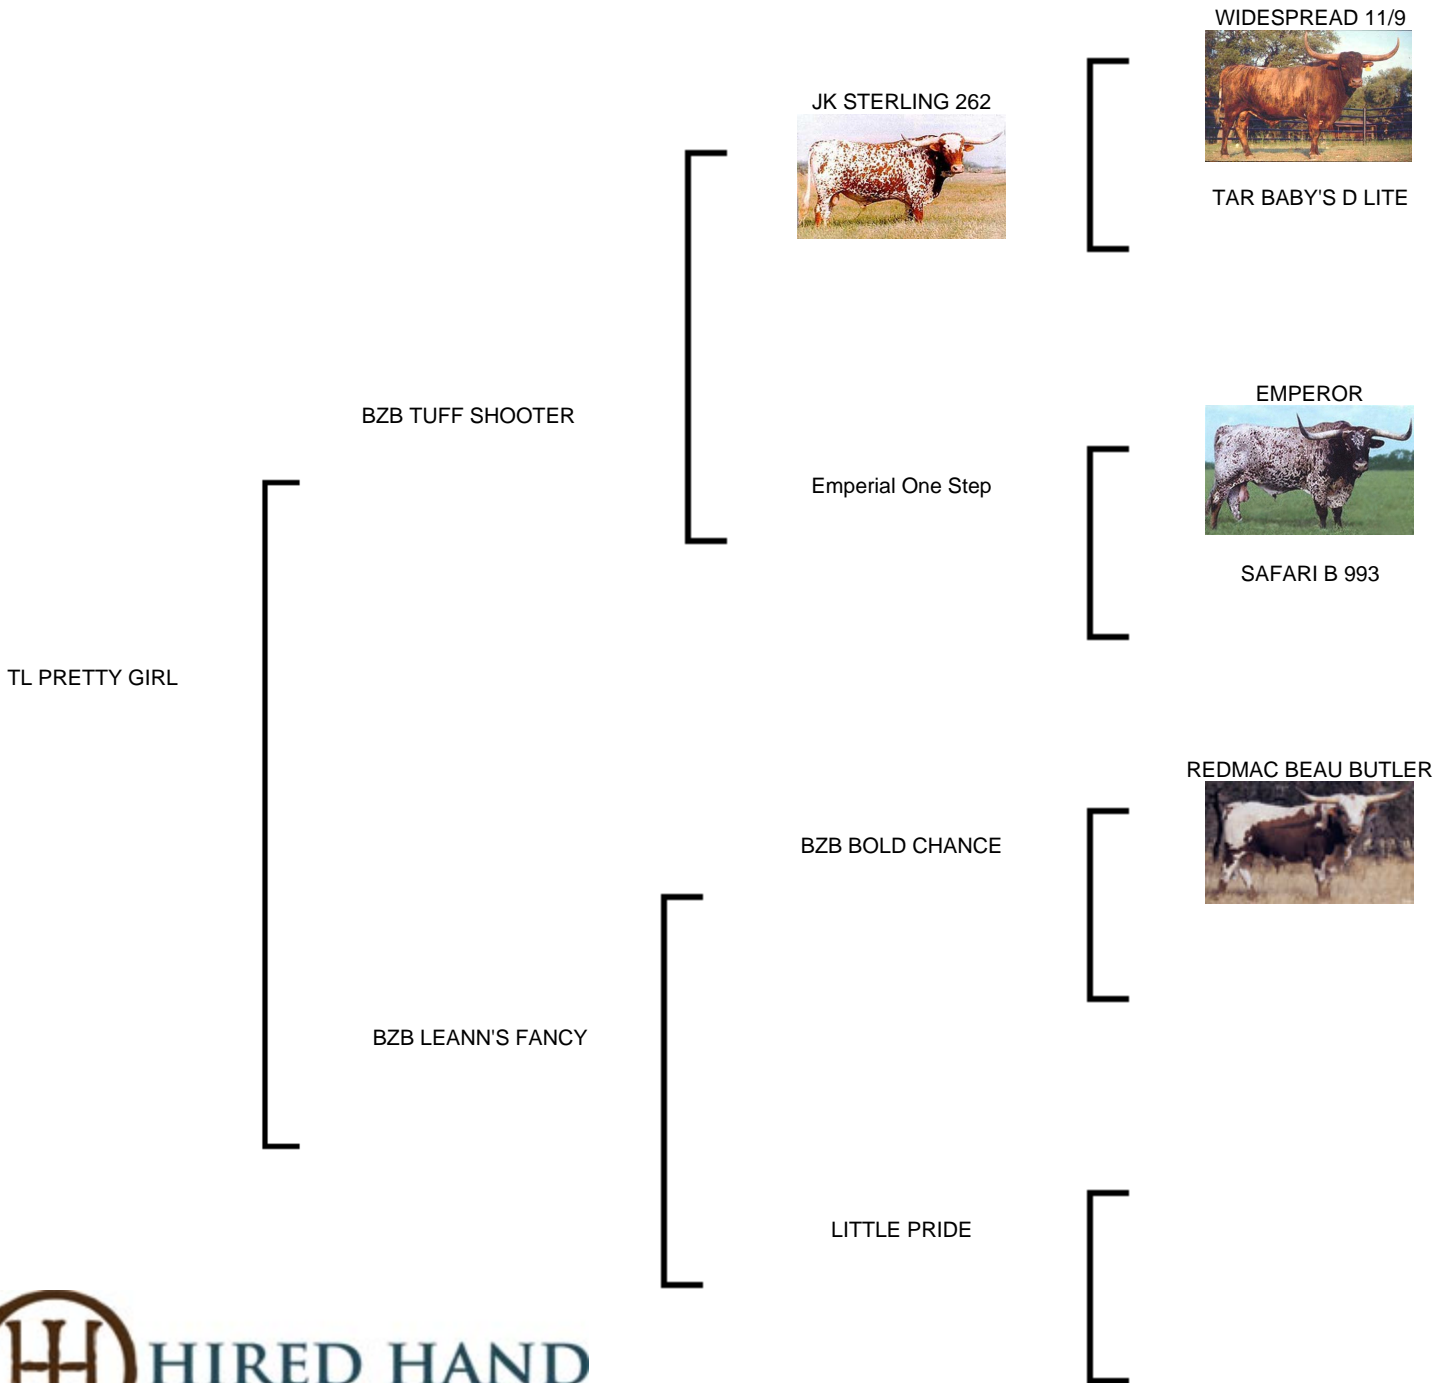 WIDESPREAD 11/9
JK STERLING 262
TAR BABY'S D LITE
EMPEROR
BZB TUFF SHOOTER
Emperial One Step
SAFARI B 993
TL PRETTY GIRL
REDMAC BEAU BUTLER
BZB BOLD CHANCE
BZB LEANN'S FANCY
LITTLE PRIDE
HIRED HAND